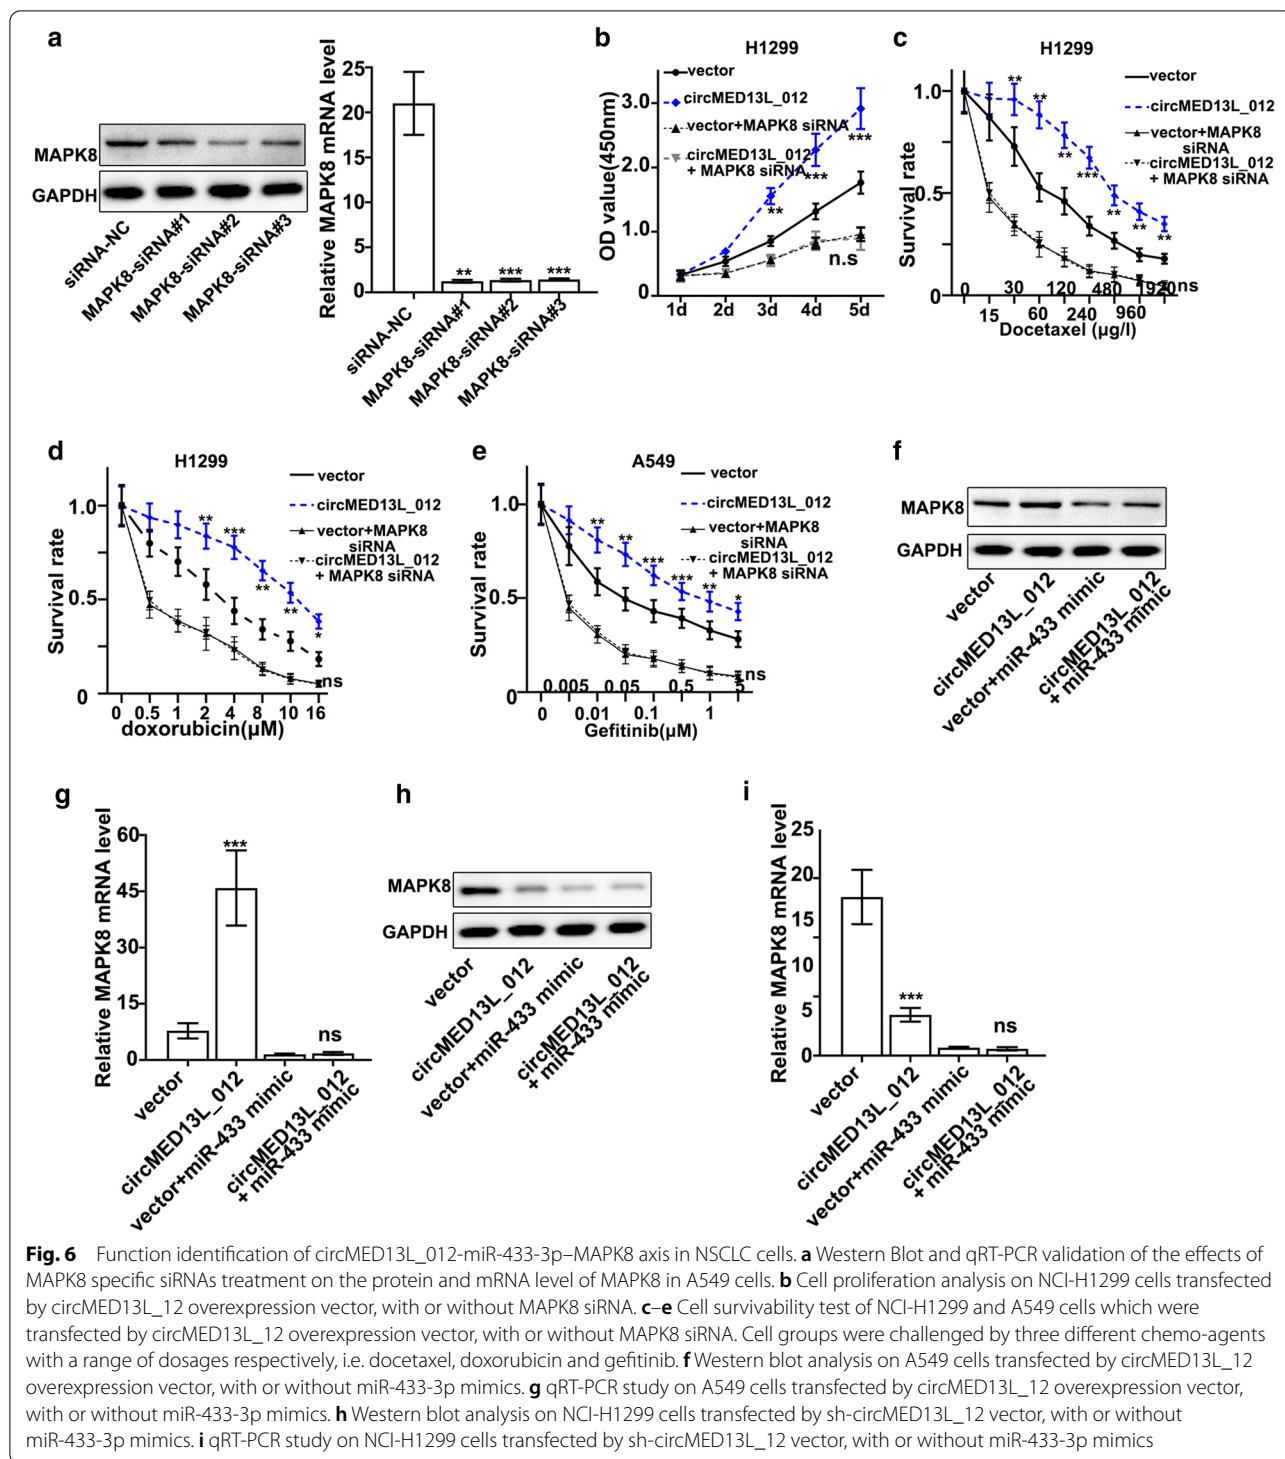 a
MAPK8
GAPDH
siRNA-NC
MAPK8-siRNA#1
MAPK8-siRNA#2
MAPK8-siRNA#3
Relative MAPK8 mRNA level
25
20
15
10
5
0
**
***
***
siRNA-NC
MAPK8-siRNA#1
MAPK8-siRNA#2
MAPK8-siRNA#3
b
H1299
vector
circMED13L_012
vector+MAPK8 siRNA
circMED13L_012
+ MAPK8 siRNA
OD value(450nm)
3.0
2.0
1.0
0
**
***
***
n.s
1d 2d 3d 4d 5d
c
H1299
vector
circMED13L_012
vector+MAPK8
siRNA
circMED13L_012
+ MAPK8 siRNA
Survival rate
1.0
0.5
0
**
**
**
***
**
**
**
ns
0 30 120 480 1920
15 60 240 960
Docetaxel (µg/l)
d
H1299
vector
circMED13L_012
vector+MAPK8
siRNA
circMED13L_012
+ MAPK8 siRNA
Survival rate
1.0
0.5
0
**
***
**
**
*
ns
0 0.5 1 2 4 8 10 16
doxorubicin(µM)
e
A549
vector
circMED13L_012
vector+MAPK8
siRNA
circMED13L_012
+ MAPK8 siRNA
Survival rate
1.0
0.5
0
**
**
***
***
**
*
ns
0.005 0.05 0.5 5
0 0.01 0.1 1
Gefitinib(µM)
f
MAPK8
GAPDH
vector
circMED13L_012
vector+miR-433 mimic
circMED13L_012
+ miR-433 mimic
g
Relative MAPK8 mRNA level
60
45
30
15
0
***
ns
vector
circMED13L_012
vector+miR-433 mimic
circMED13L_012
+ miR-433 mimic
h
MAPK8
GAPDH
vector
circMED13L_012
vector+miR-433 mimic
circMED13L_012
+ miR-433 mimic
i
Relative MAPK8 mRNA level
25
20
15
10
5
0
***
ns
vector
circMED13L_012
vector+miR-433 mimic
circMED13L_012
+ miR-433 mimic
Fig. 6 Function identification of circMED13L_012-miR-433-3p–MAPK8 axis in NSCLC cells. a Western Blot and qRT-PCR validation of the effects of
MAPK8 specific siRNAs treatment on the protein and mRNA level of MAPK8 in A549 cells. b Cell proliferation analysis on NCI-H1299 cells transfected
by circMED13L_12 overexpression vector, with or without MAPK8 siRNA. c–e Cell survivability test of NCI-H1299 and A549 cells which were
transfected by circMED13L_12 overexpression vector, with or without MAPK8 siRNA. Cell groups were challenged by three different chemo-agents
with a range of dosages respectively, i.e. docetaxel, doxorubicin and gefitinib. f Western blot analysis on A549 cells transfected by circMED13L_12
overexpression vector, with or without miR-433-3p mimics. g qRT-PCR study on A549 cells transfected by circMED13L_12 overexpression vector,
with or without miR-433-3p mimics. h Western blot analysis on NCI-H1299 cells transfected by sh-circMED13L_12 vector, with or without
miR-433-3p mimics. i qRT-PCR study on NCI-H1299 cells transfected by sh-circMED13L_12 vector, with or without miR-433-3p mimics